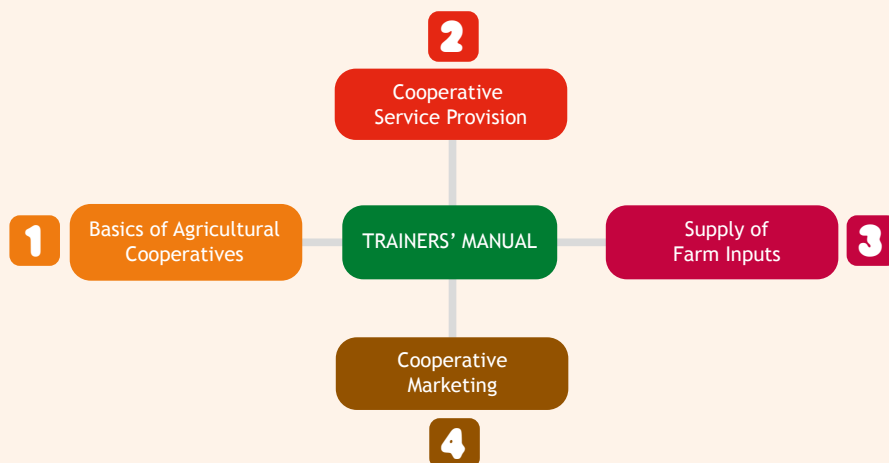 2
Cooperative
Service Provision
1
Basics of Agricultural
Cooperatives
TRAINERS’ MANUAL
Supply of
Farm Inputs
3
Cooperative
Marketing
4